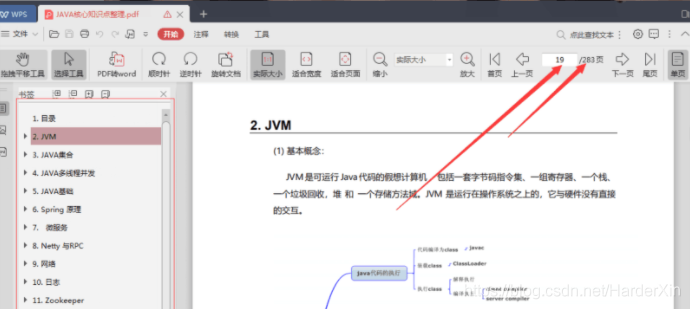 WPS
JAVA核心知识点整理.pdf
文件
开始 注释 转换 工具
点此查找文本
拖拽平移工具 选择工具 PDF转word 顺时针 逆时针 旋转文档 实际大小 适合宽度 适合页面 缩小 实际大小 放大 首页 上一页 19 /283页 下一页 尾页 单页
书签
1. 目录
2. JVM
3. JAVA集合
4. JAVA多线程并发
5. JAVA基础
6. Spring 原理
7. 微服务
8. Netty 与RPC
9. 网络
10. 日志
11. Zookeeper
2. JVM
(1) 基本概念：
JVM 是可运行 Java 代码的假想计算机，包括一套字节码指令集、一组寄存器、一个栈、
一个垃圾回收，堆 和 一个存储方法域。JVM 是运行在操作系统之上的，它与硬件没有直接
的交互。
代码编译为class javac
装载class ClassLoader
Java代码的执行
执行class 解释执行
编译执行 client compiler
server compiler
https://blog.csdn.net/HarderXin